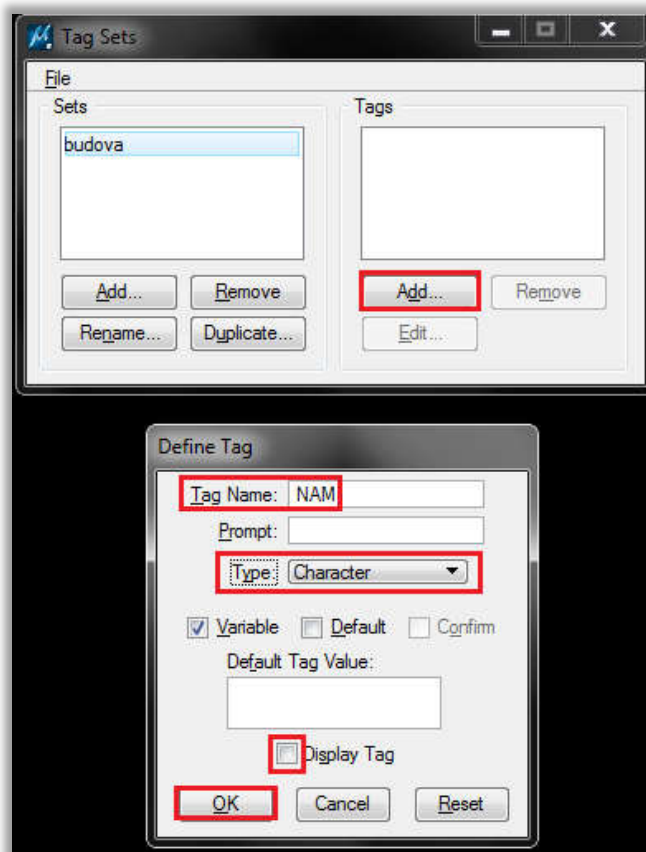 Tag Sets
File
Sets
Tags
budova
Add...
Remove
Add...
Remove
Rename...
Duplicate...
Edit...
Define Tag
Tag Name: NAM
Prompt:
Type: Character
Variable
Default
Confirm
Default Tag Value:
Display Tag
OK
Cancel
Reset